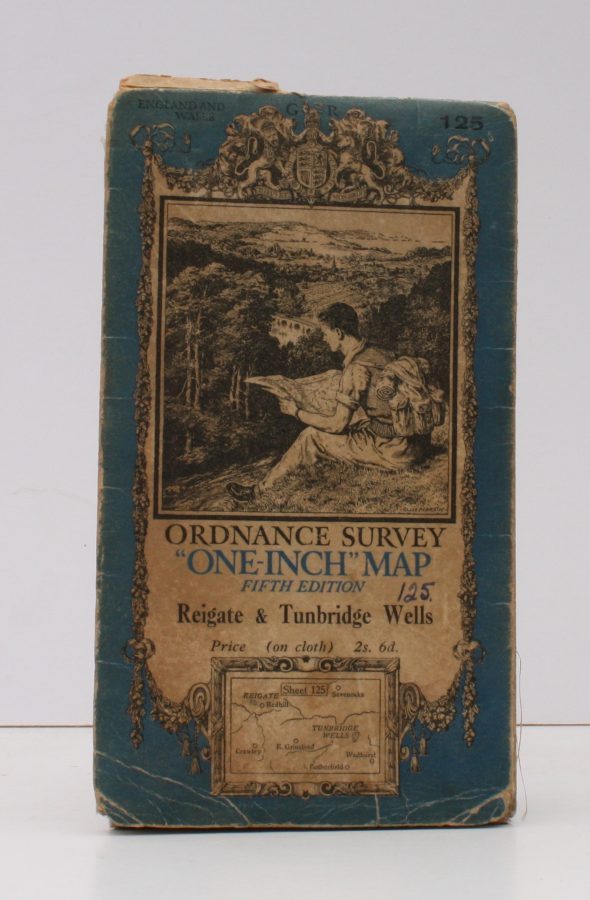 ENGLAND AND
WALES
G R
125
ORDNANCE SURVEY
"ONE-INCH" MAP
FIFTH EDITION
125.
Reigate & Tunbridge Wells
Price (on cloth) 2s. 6d.
Sheet 125
REIGATE
Redhill
Sevenoaks
TUNBRIDGE
WELLS
Crawley
E. Grinstead
Wadhurst
Rotherfield